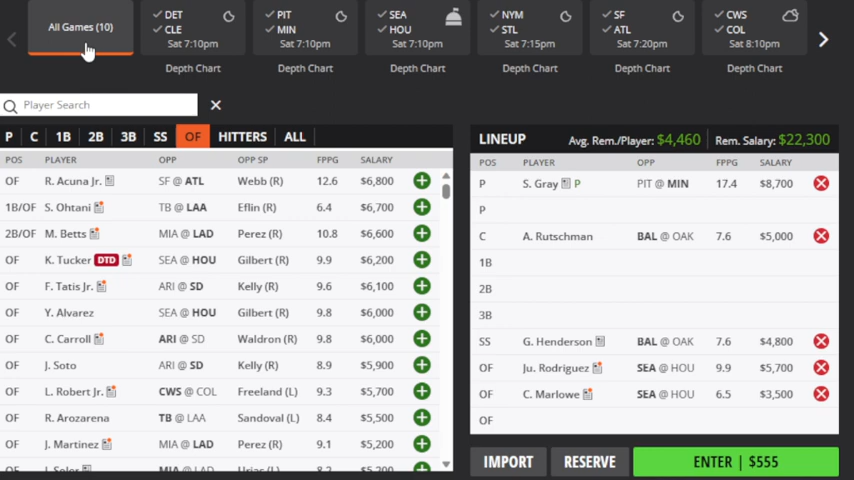 All Games (10)
DET
CLE
Sat 7:10pm
PIT
MIN
Sat 7:10pm
SEA
HOU
Sat 7:10pm
NYM
STL
Sat 7:15pm
SF
ATL
Sat 7:20pm
CWS
COL
Sat 8:10pm
Depth Chart Depth Chart Depth Chart Depth Chart Depth Chart Depth Chart
Player Search
P C 1B 2B 3B SS OF HITTERS ALL
POS PLAYER OPP OPP SP FPPG SALARY
OF R. Acuna Jr. SF @ ATL Webb (R) 12.6 $6,800
1B/OF S. Ohtani TB @ LAA Eflin (R) 6.4 $6,700
2B/OF M. Betts MIA @ LAD Perez (R) 10.8 $6,600
OF K. Tucker DTD SEA @ HOU Gilbert (R) 9.9 $6,200
OF F. Tatis Jr. ARI @ SD Kelly (R) 9.6 $6,100
OF Y. Alvarez SEA @ HOU Gilbert (R) 9.8 $6,000
OF C. Carroll ARI @ SD Waldron (R) 9.8 $6,000
OF J. Soto ARI @ SD Kelly (R) 8.9 $5,900
OF L. Robert Jr. CWS @ COL Freeland (L) 9.3 $5,700
OF R. Arozarena TB @ LAA Sandoval (L) 8.4 $5,500
OF J. Martinez MIA @ LAD Perez (R) 9.1 $5,200
OF J. Soler MIA @ LAD Urias (L) 8.2 $5,200
LINEUP Avg. Rem./Player: $4,460 Rem. Salary: $22,300
POS PLAYER OPP FPPG SALARY
P S. Gray P PIT @ MIN 17.4 $8,700
P
C A. Rutschman BAL @ OAK 7.6 $5,000
1B
2B
3B
SS G. Henderson BAL @ OAK 7.6 $4,800
OF Ju. Rodriguez SEA @ HOU 9.9 $5,700
OF C. Marlowe SEA @ HOU 6.5 $3,500
OF
IMPORT RESERVE ENTER | $555